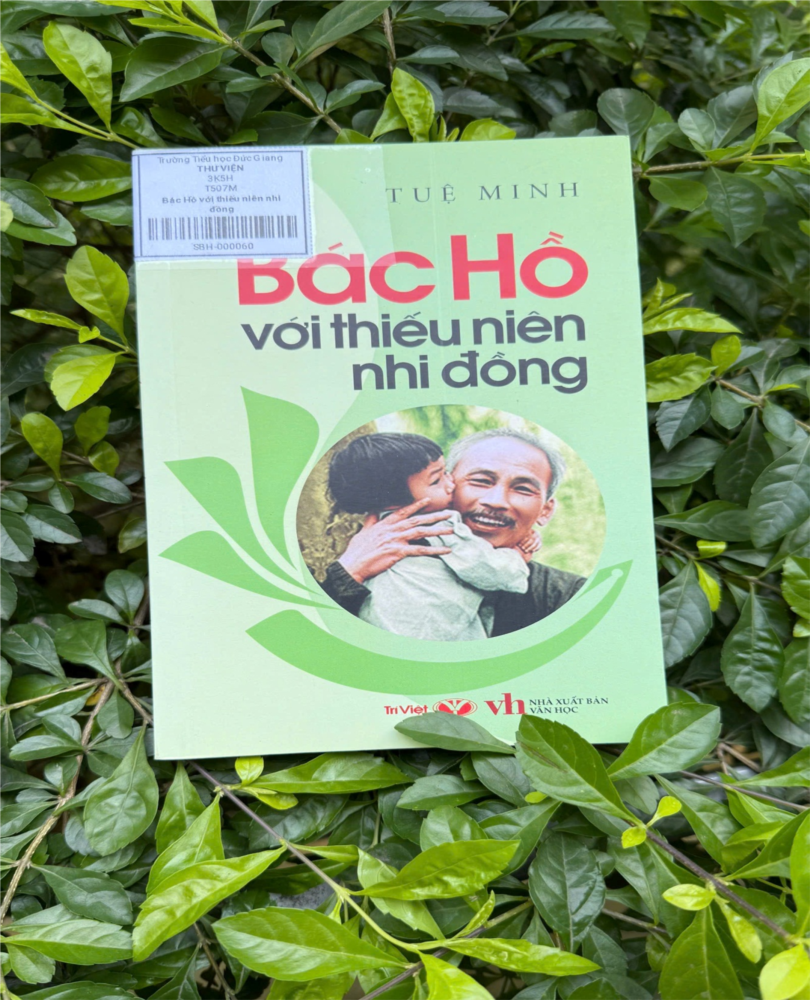 Trường Tiểu học Đức Giang
THƯ VIỆN
3K5H
T507M
Bác Hồ với thiếu niên nhi
đồng
SBH-000060
TUỆ MINH
Bác Hồ
với thiếu niên
nhi đồng
Trí Việt
vh NHÀ XUẤT BẢN
VĂN HỌC